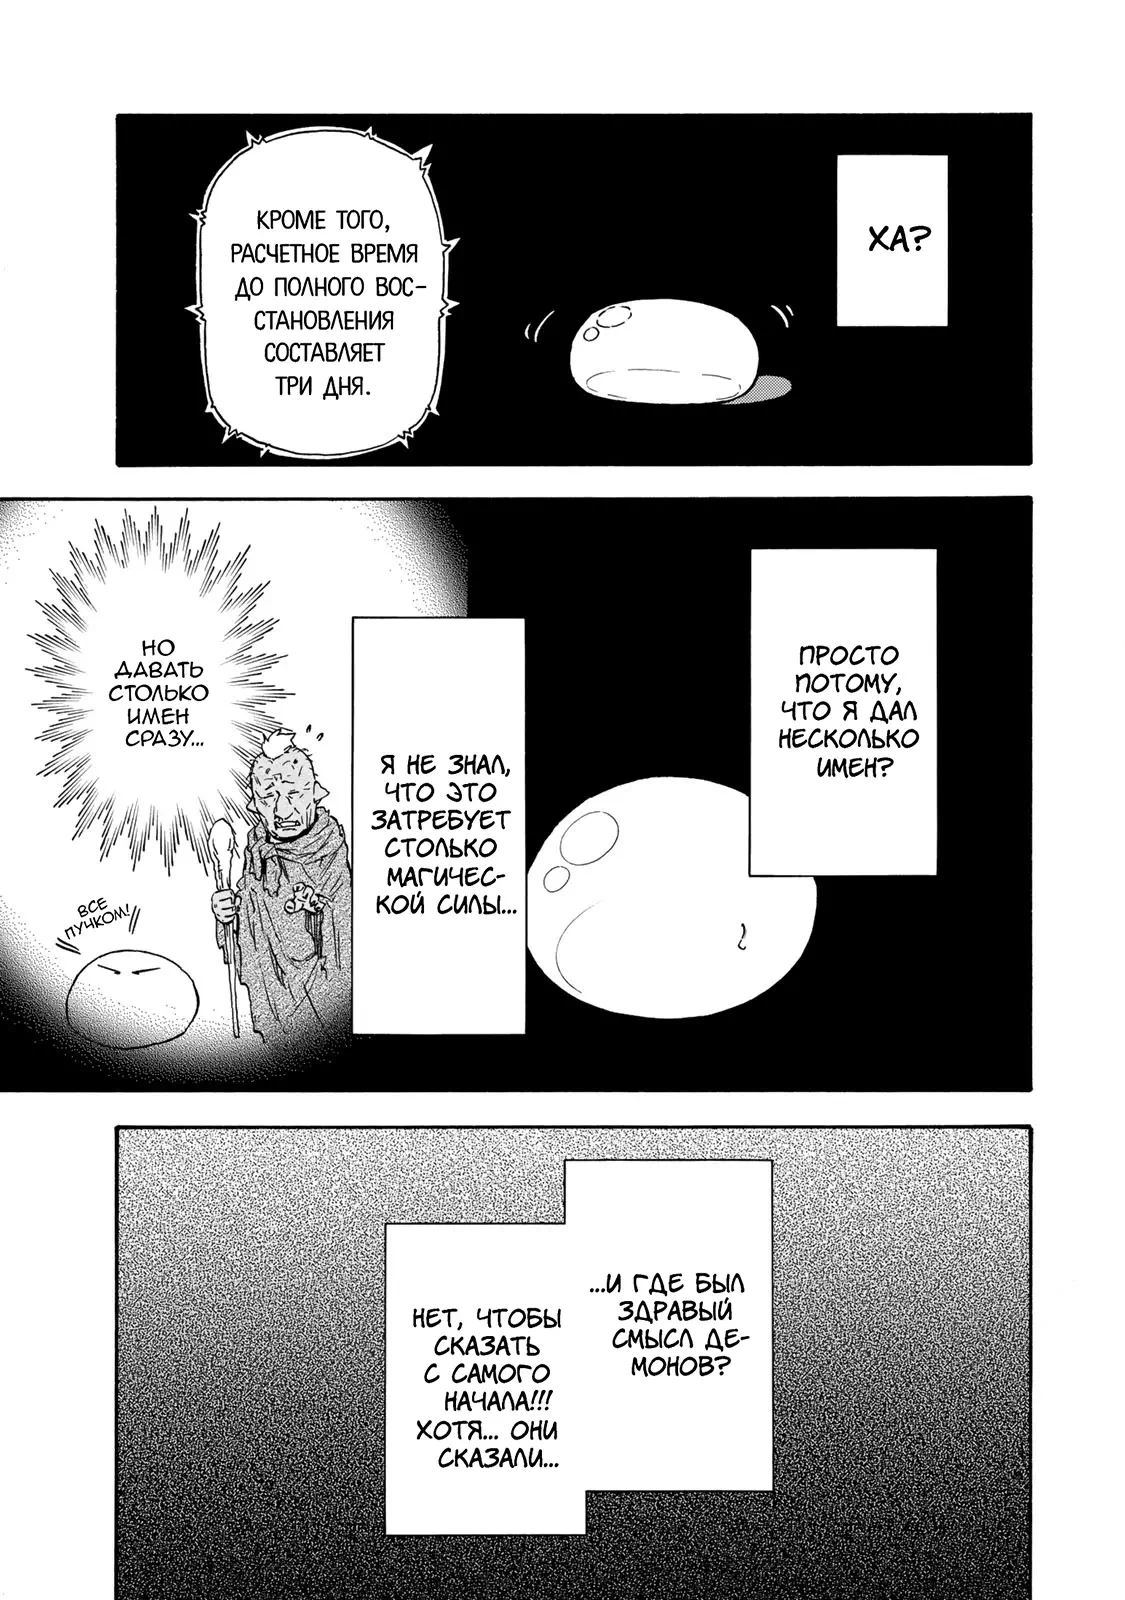 ХА?
КРОМЕ ТОГО,
РАСЧЕТНОЕ ВРЕМЯ
ДО ПОЛНОГО ВОС-
СТАНОВЛЕНИЯ
СОСТАВЛЯЕТ
ТРИ ДНЯ.
ПРОСТО
ПОТОМУ,
ЧТО Я ДАЛ
НЕСКОЛЬКО
ИМЕН?
Я НЕ ЗНАЛ,
ЧТО ЭТО
ЗАТРЕБУЕТ
СТОЛЬКО
МАГИЧЕС-
КОЙ СИЛЫ...
НО
ДАВАТЬ
СТОЛЬКО
ИМЕН
СРАЗУ...
ВСЕ
ПУЧКОМ!
...И ГДЕ БЫЛ
ЗДРАВЫЙ
СМЫСЛ ДЕ-
МОНОВ?
НЕТ, ЧТОБЫ
СКАЗАТЬ
С САМОГО
НАЧАЛА!!!
ХОТЯ... ОНИ
СКАЗАЛИ...